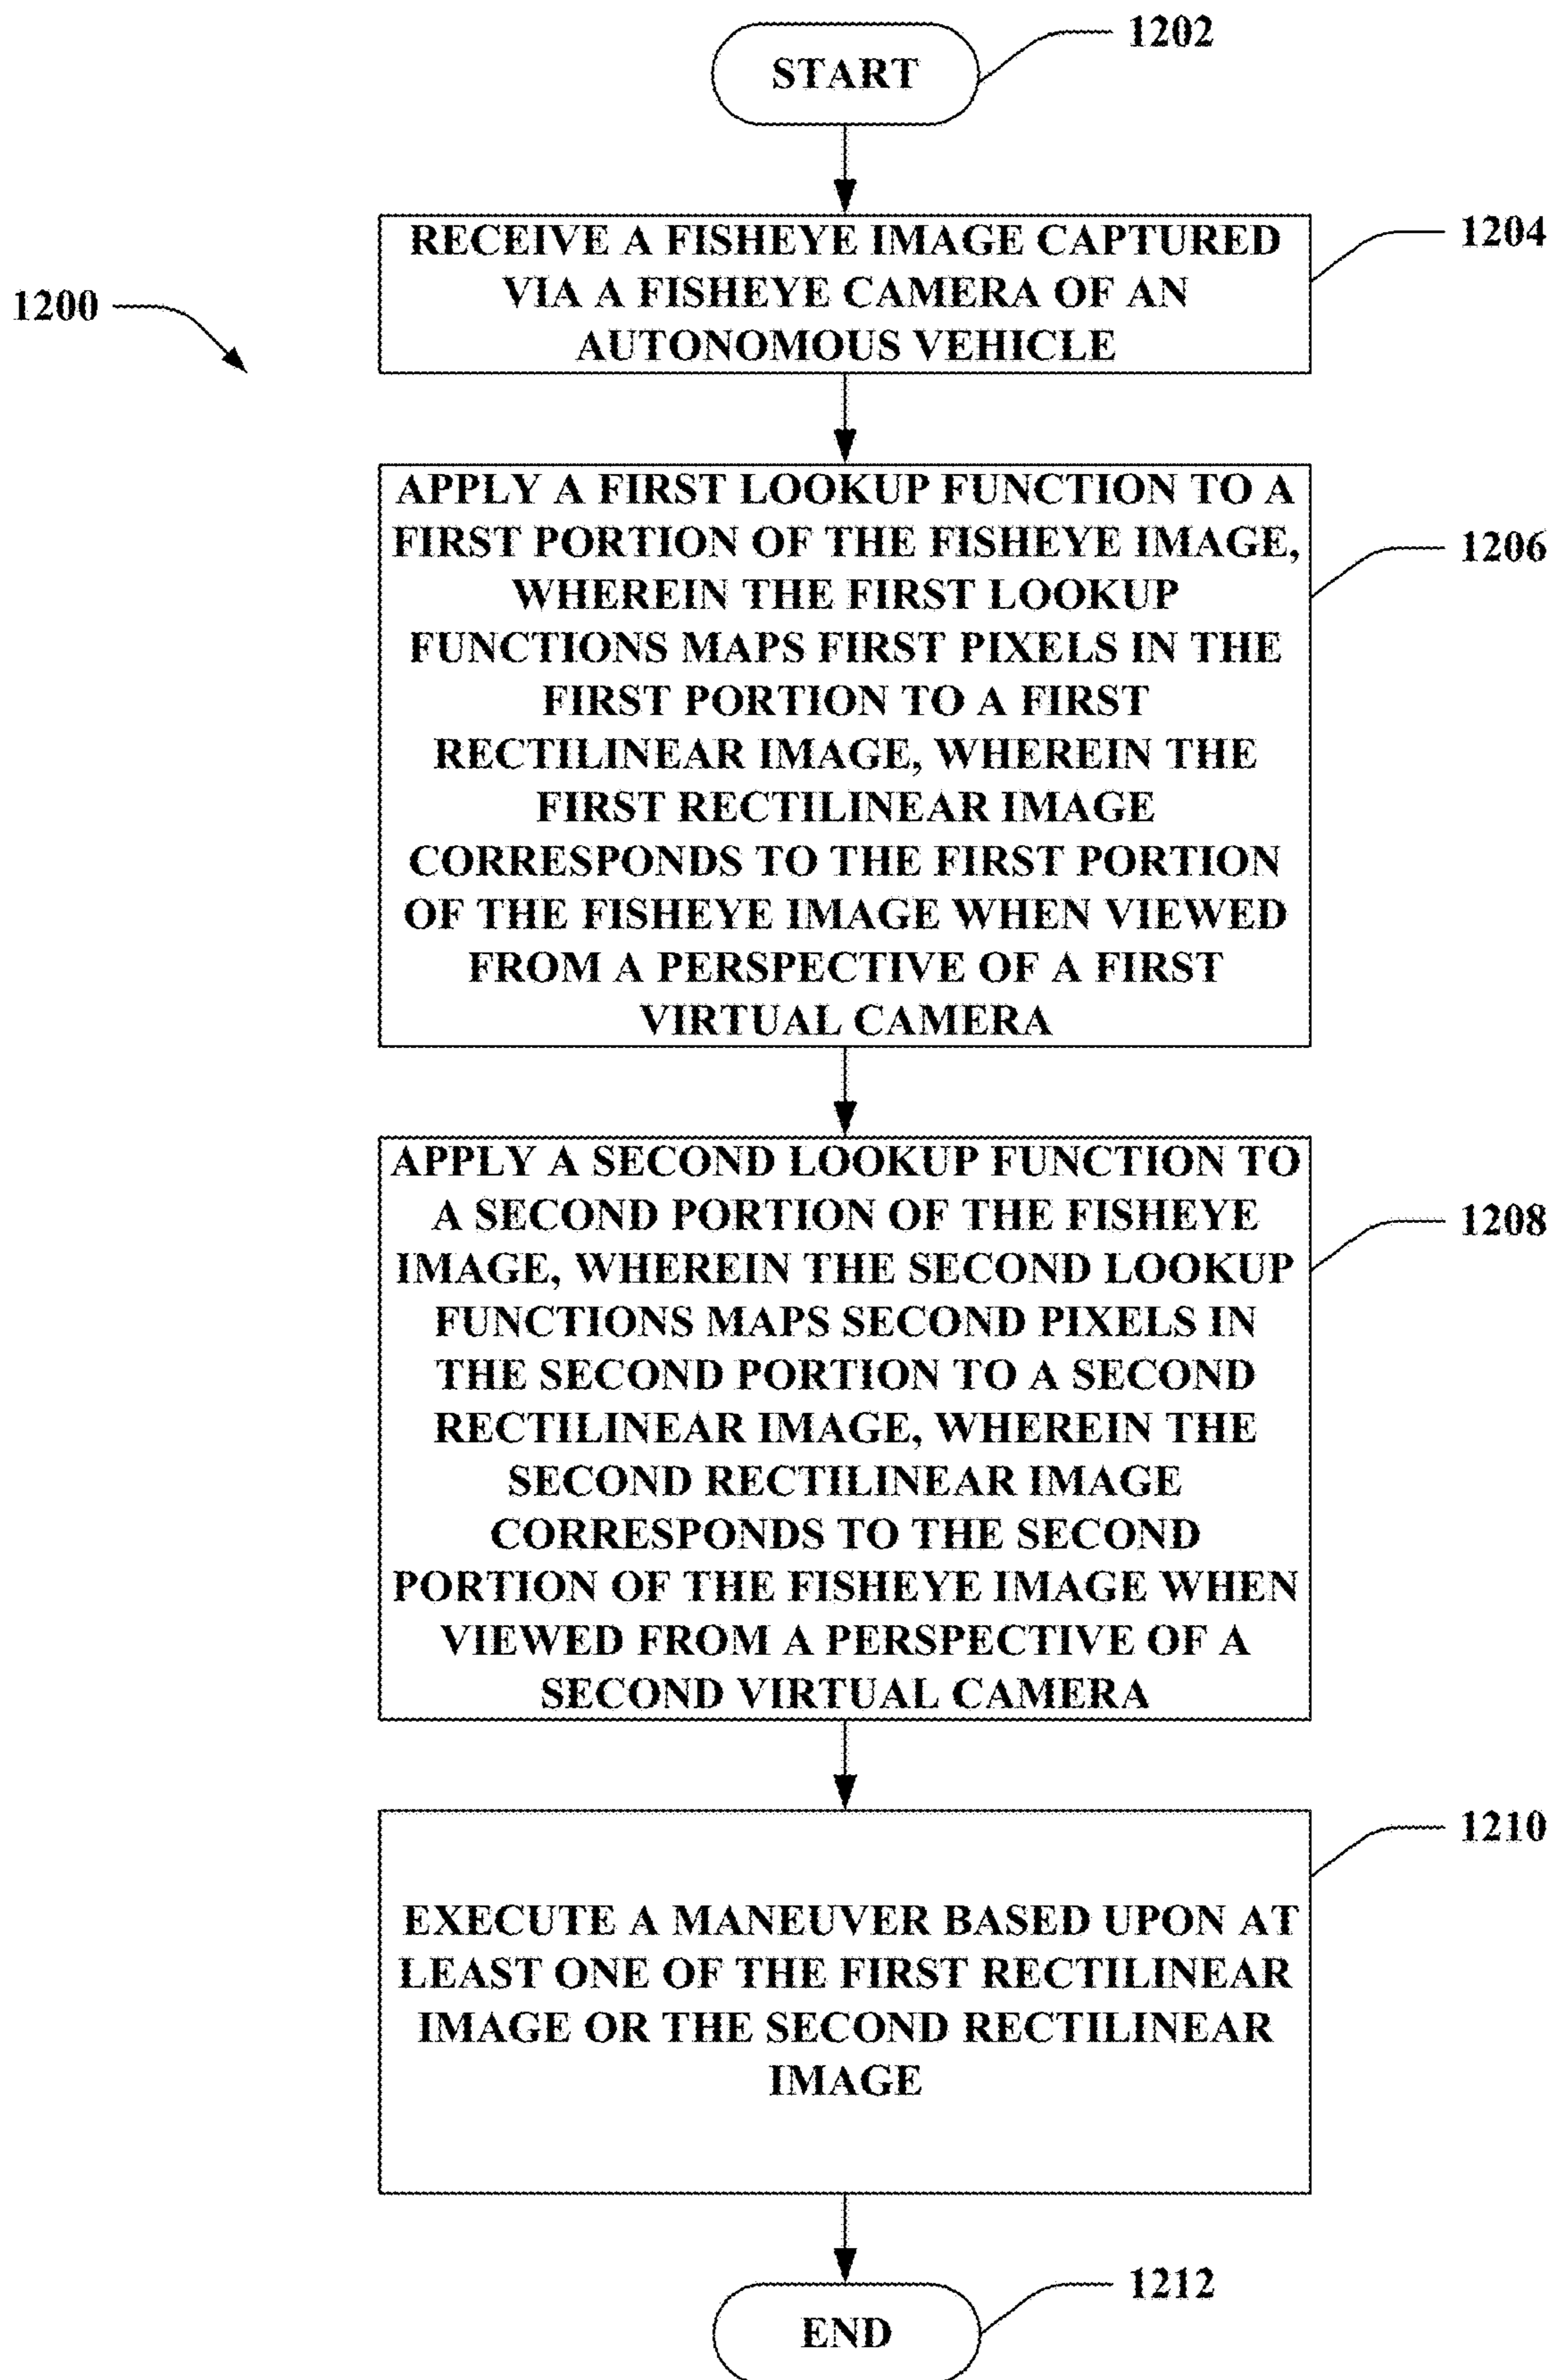 1202
START
1204
RECEIVE A FISHEYE IMAGE CAPTURED
VIA A FISHEYE CAMERA OF AN
AUTONOMOUS VEHICLE
1200
APPLY A FIRST LOOKUP FUNCTION TO A
FIRST PORTION OF THE FISHEYE IMAGE,
WHEREIN THE FIRST LOOKUP
FUNCTIONS MAPS FIRST PIXELS IN THE
FIRST PORTION TO A FIRST
RECTILINEAR IMAGE, WHEREIN THE
FIRST RECTILINEAR IMAGE
CORRESPONDS TO THE FIRST PORTION
OF THE FISHEYE IMAGE WHEN VIEWED
FROM A PERSPECTIVE OF A FIRST
VIRTUAL CAMERA
1206
APPLY A SECOND LOOKUP FUNCTION TO
A SECOND PORTION OF THE FISHEYE
IMAGE, WHEREIN THE SECOND LOOKUP
FUNCTIONS MAPS SECOND PIXELS IN
THE SECOND PORTION TO A SECOND
RECTILINEAR IMAGE, WHEREIN THE
SECOND RECTILINEAR IMAGE
CORRESPONDS TO THE SECOND
PORTION OF THE FISHEYE IMAGE WHEN
VIEWED FROM A PERSPECTIVE OF A
SECOND VIRTUAL CAMERA
1208
1210
EXECUTE A MANEUVER BASED UPON AT
LEAST ONE OF THE FIRST RECTILINEAR
IMAGE OR THE SECOND RECTILINEAR
IMAGE
1212
END